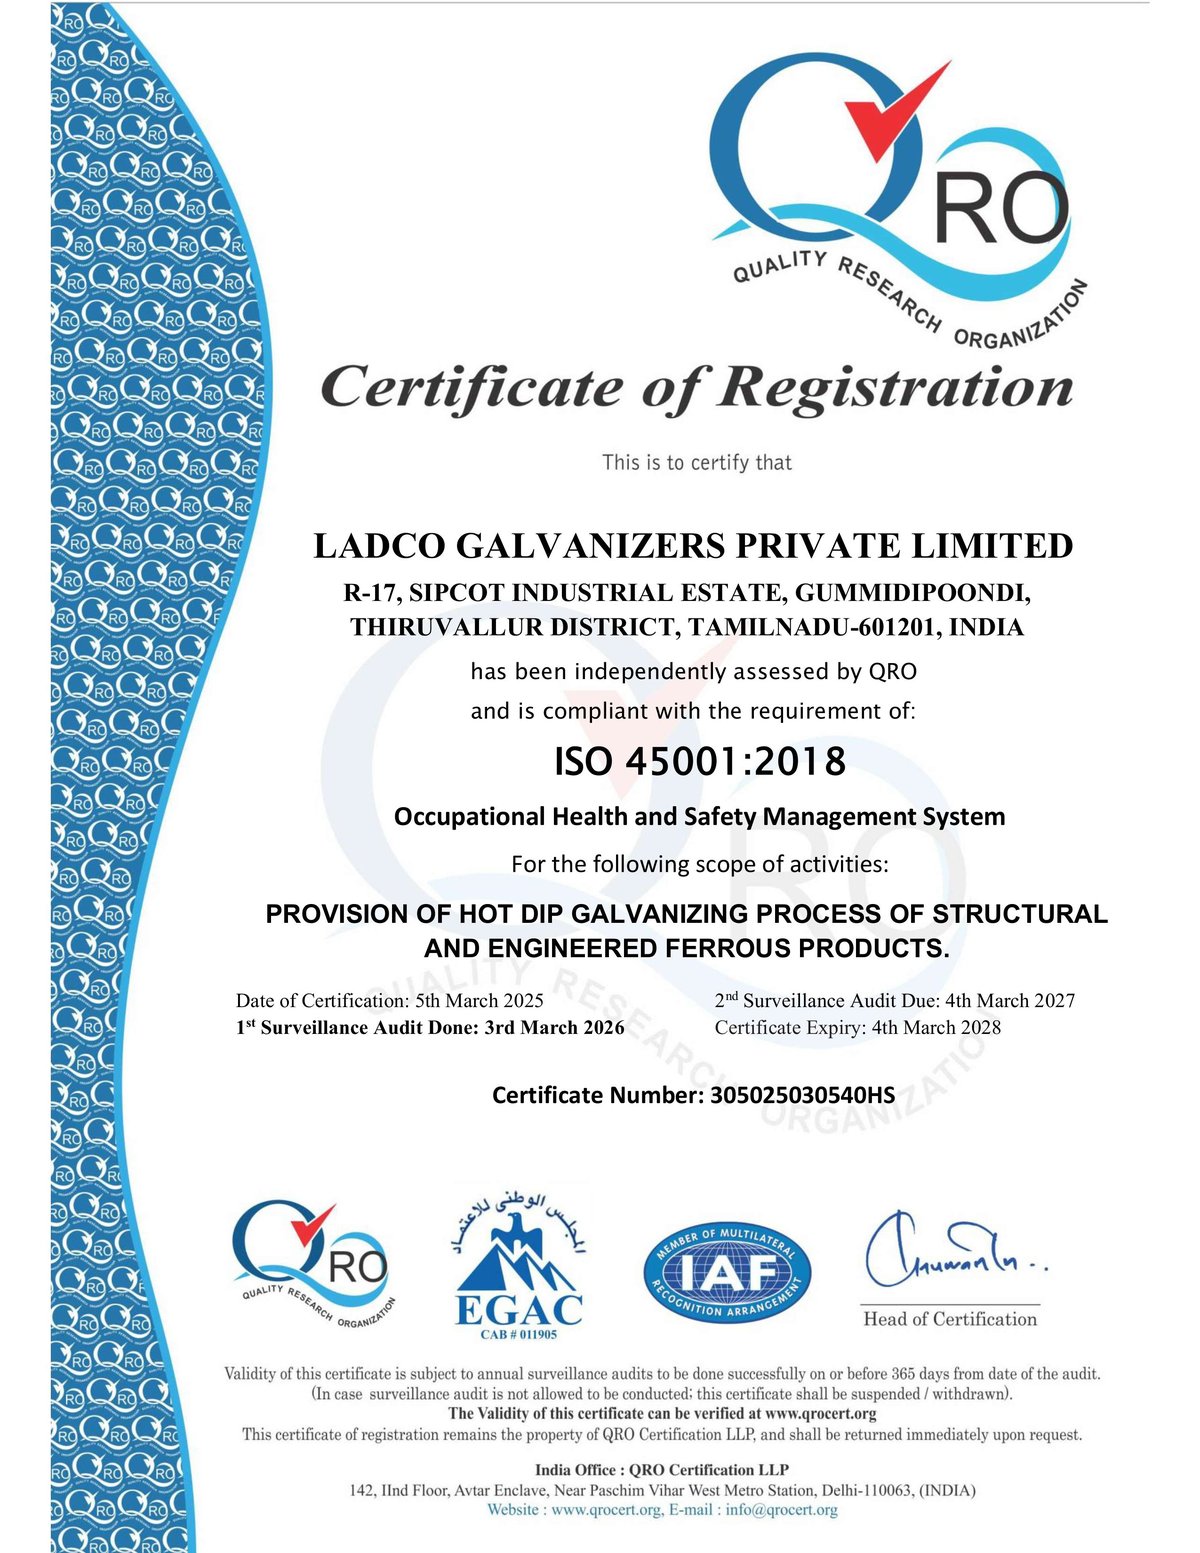 QRO
QUALITY RESEARCH ORGANIZATION
Certificate of Registration
This is to certify that
LADCO GALVANIZERS PRIVATE LIMITED
R-17, SIPCOT INDUSTRIAL ESTATE, GUMMIDIPOONDI,
THIRUVALLUR DISTRICT, TAMILNADU-601201, INDIA
has been independently assessed by QRO
and is compliant with the requirement of:
ISO 45001:2018
Occupational Health and Safety Management System
For the following scope of activities:
PROVISION OF HOT DIP GALVANIZING PROCESS OF STRUCTURAL
AND ENGINEERED FERROUS PRODUCTS.
Date of Certification: 5th March 2025
2nd Surveillance Audit Due: 4th March 2027
1st Surveillance Audit Done: 3rd March 2026
Certificate Expiry: 4th March 2028
Certificate Number: 305025030540HS
QRO
QUALITY RESEARCH ORGANIZATION
المجلس الوطنى للاعتماد
EGAC
CAB # 011905
MEMBER OF MULTILATERAL
IAF
RECOGNITION ARRANGEMENT
Head of Certification
Validity of this certificate is subject to annual surveillance audits to be done successfully on or before 365 days from date of the audit.
(In case surveillance audit is not allowed to be conducted; this certificate shall be suspended / withdrawn).
The Validity of this certificate can be verified at www.qrocert.org
This certificate of registration remains the property of QRO Certification LLP, and shall be returned immediately upon request.
India Office : QRO Certification LLP
142, IInd Floor, Avtar Enclave, Near Paschim Vihar West Metro Station, Delhi-110063, (INDIA)
Website : www.qrocert.org, E-mail : info@qrocert.org